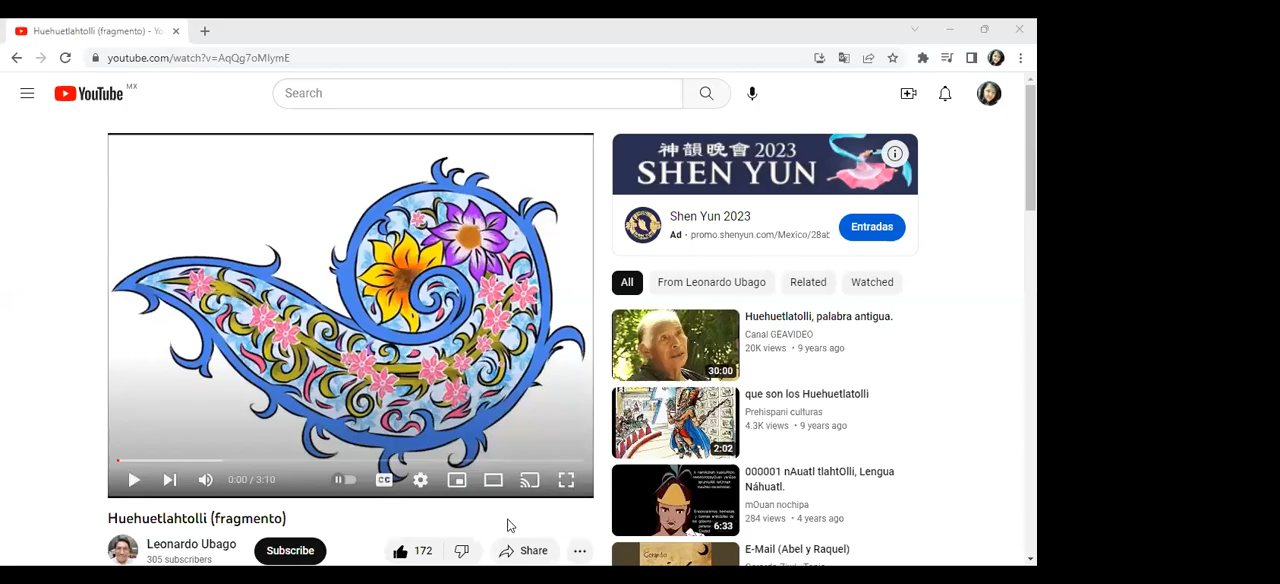 Huehuetlahtolli (fragmento) - Yo
youtube.com/watch?v=AqQg7oMlymE
YouTube MX
Search
神韻晚會 2023
SHEN YUN
Shen Yun 2023
Ad · promo.shenyun.com/Mexico/28ab
Entradas
All
From Leonardo Ubago
Related
Watched
Huehuetlatolli, palabra antigua.
Canal GEAVIDEO
20K views • 9 years ago
30:00
que son los Huehuetlatolli
Prehispani culturas
4.3K views • 9 years ago
2:02
000001 nAuatl tlahtOlli, Lengua
Náhuatl.
mOuan nochipa
284 views • 4 years ago
6:33
E-Mail (Abel y Raquel)
0:00 / 3:10
CC
Huehuetlahtolli (fragmento)
Leonardo Ubago
305 subscribers
Subscribe
172
Share